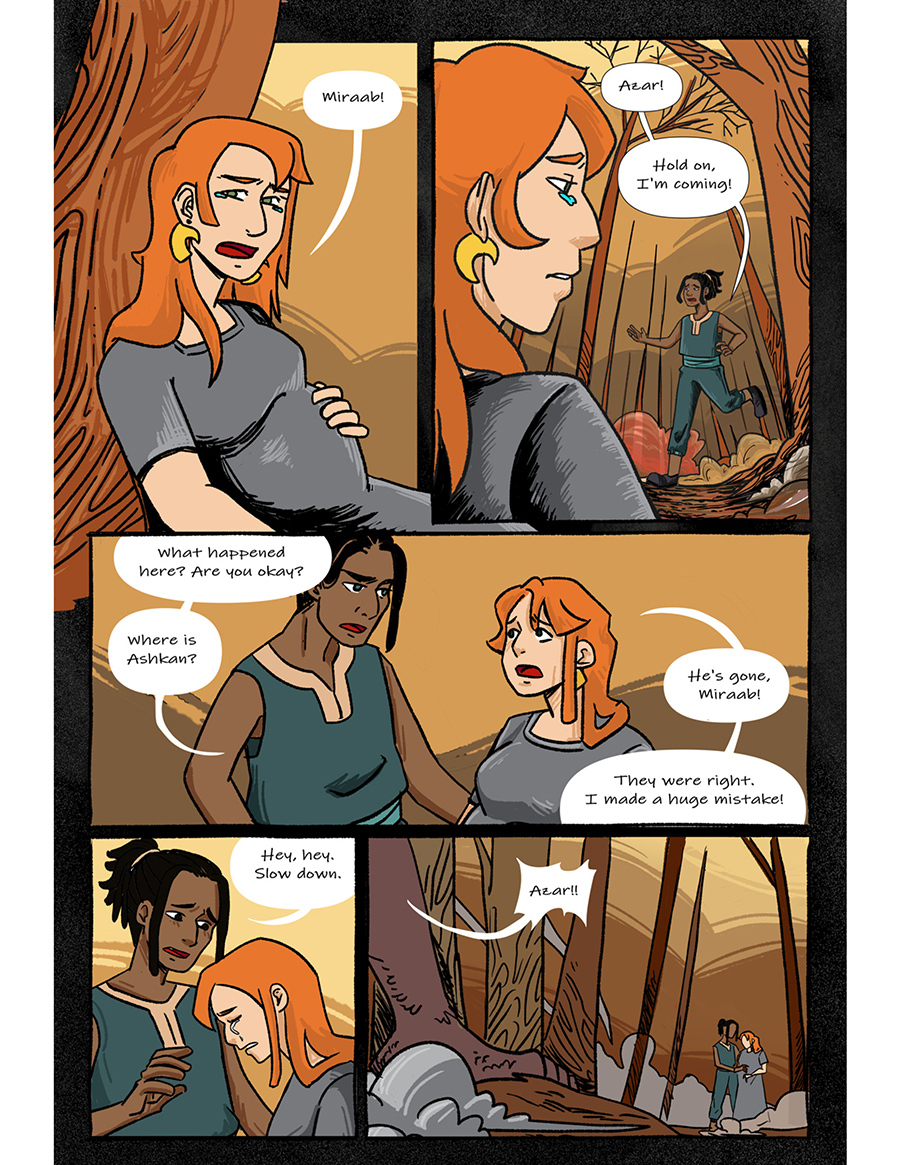 Miraab!
Azar!
Hold on,
I'm coming!
What happened
here? Are you okay?
Where is
Ashkan?
He's gone,
Miraab!
They were right.
I made a huge mistake!
Hey, hey.
Slow down.
Azar!!